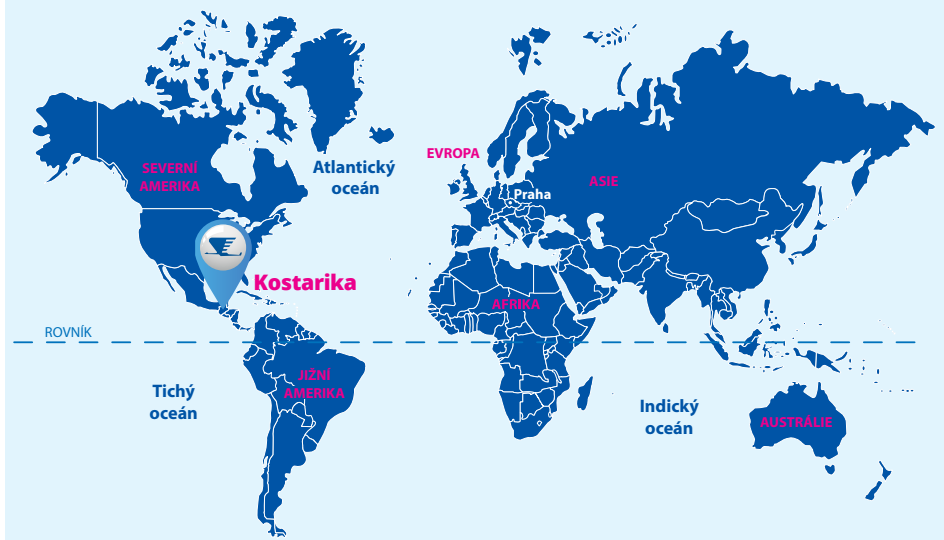 EVROPA
Atlantický
oceán
SEVERNÍ
AMERIKA
ASIE
Praha
Kostarika
AFRIKA
ROVNÍK
JIŽNÍ
AMERIKA
Tichý
oceán
Indický
oceán
AUSTRÁLIE